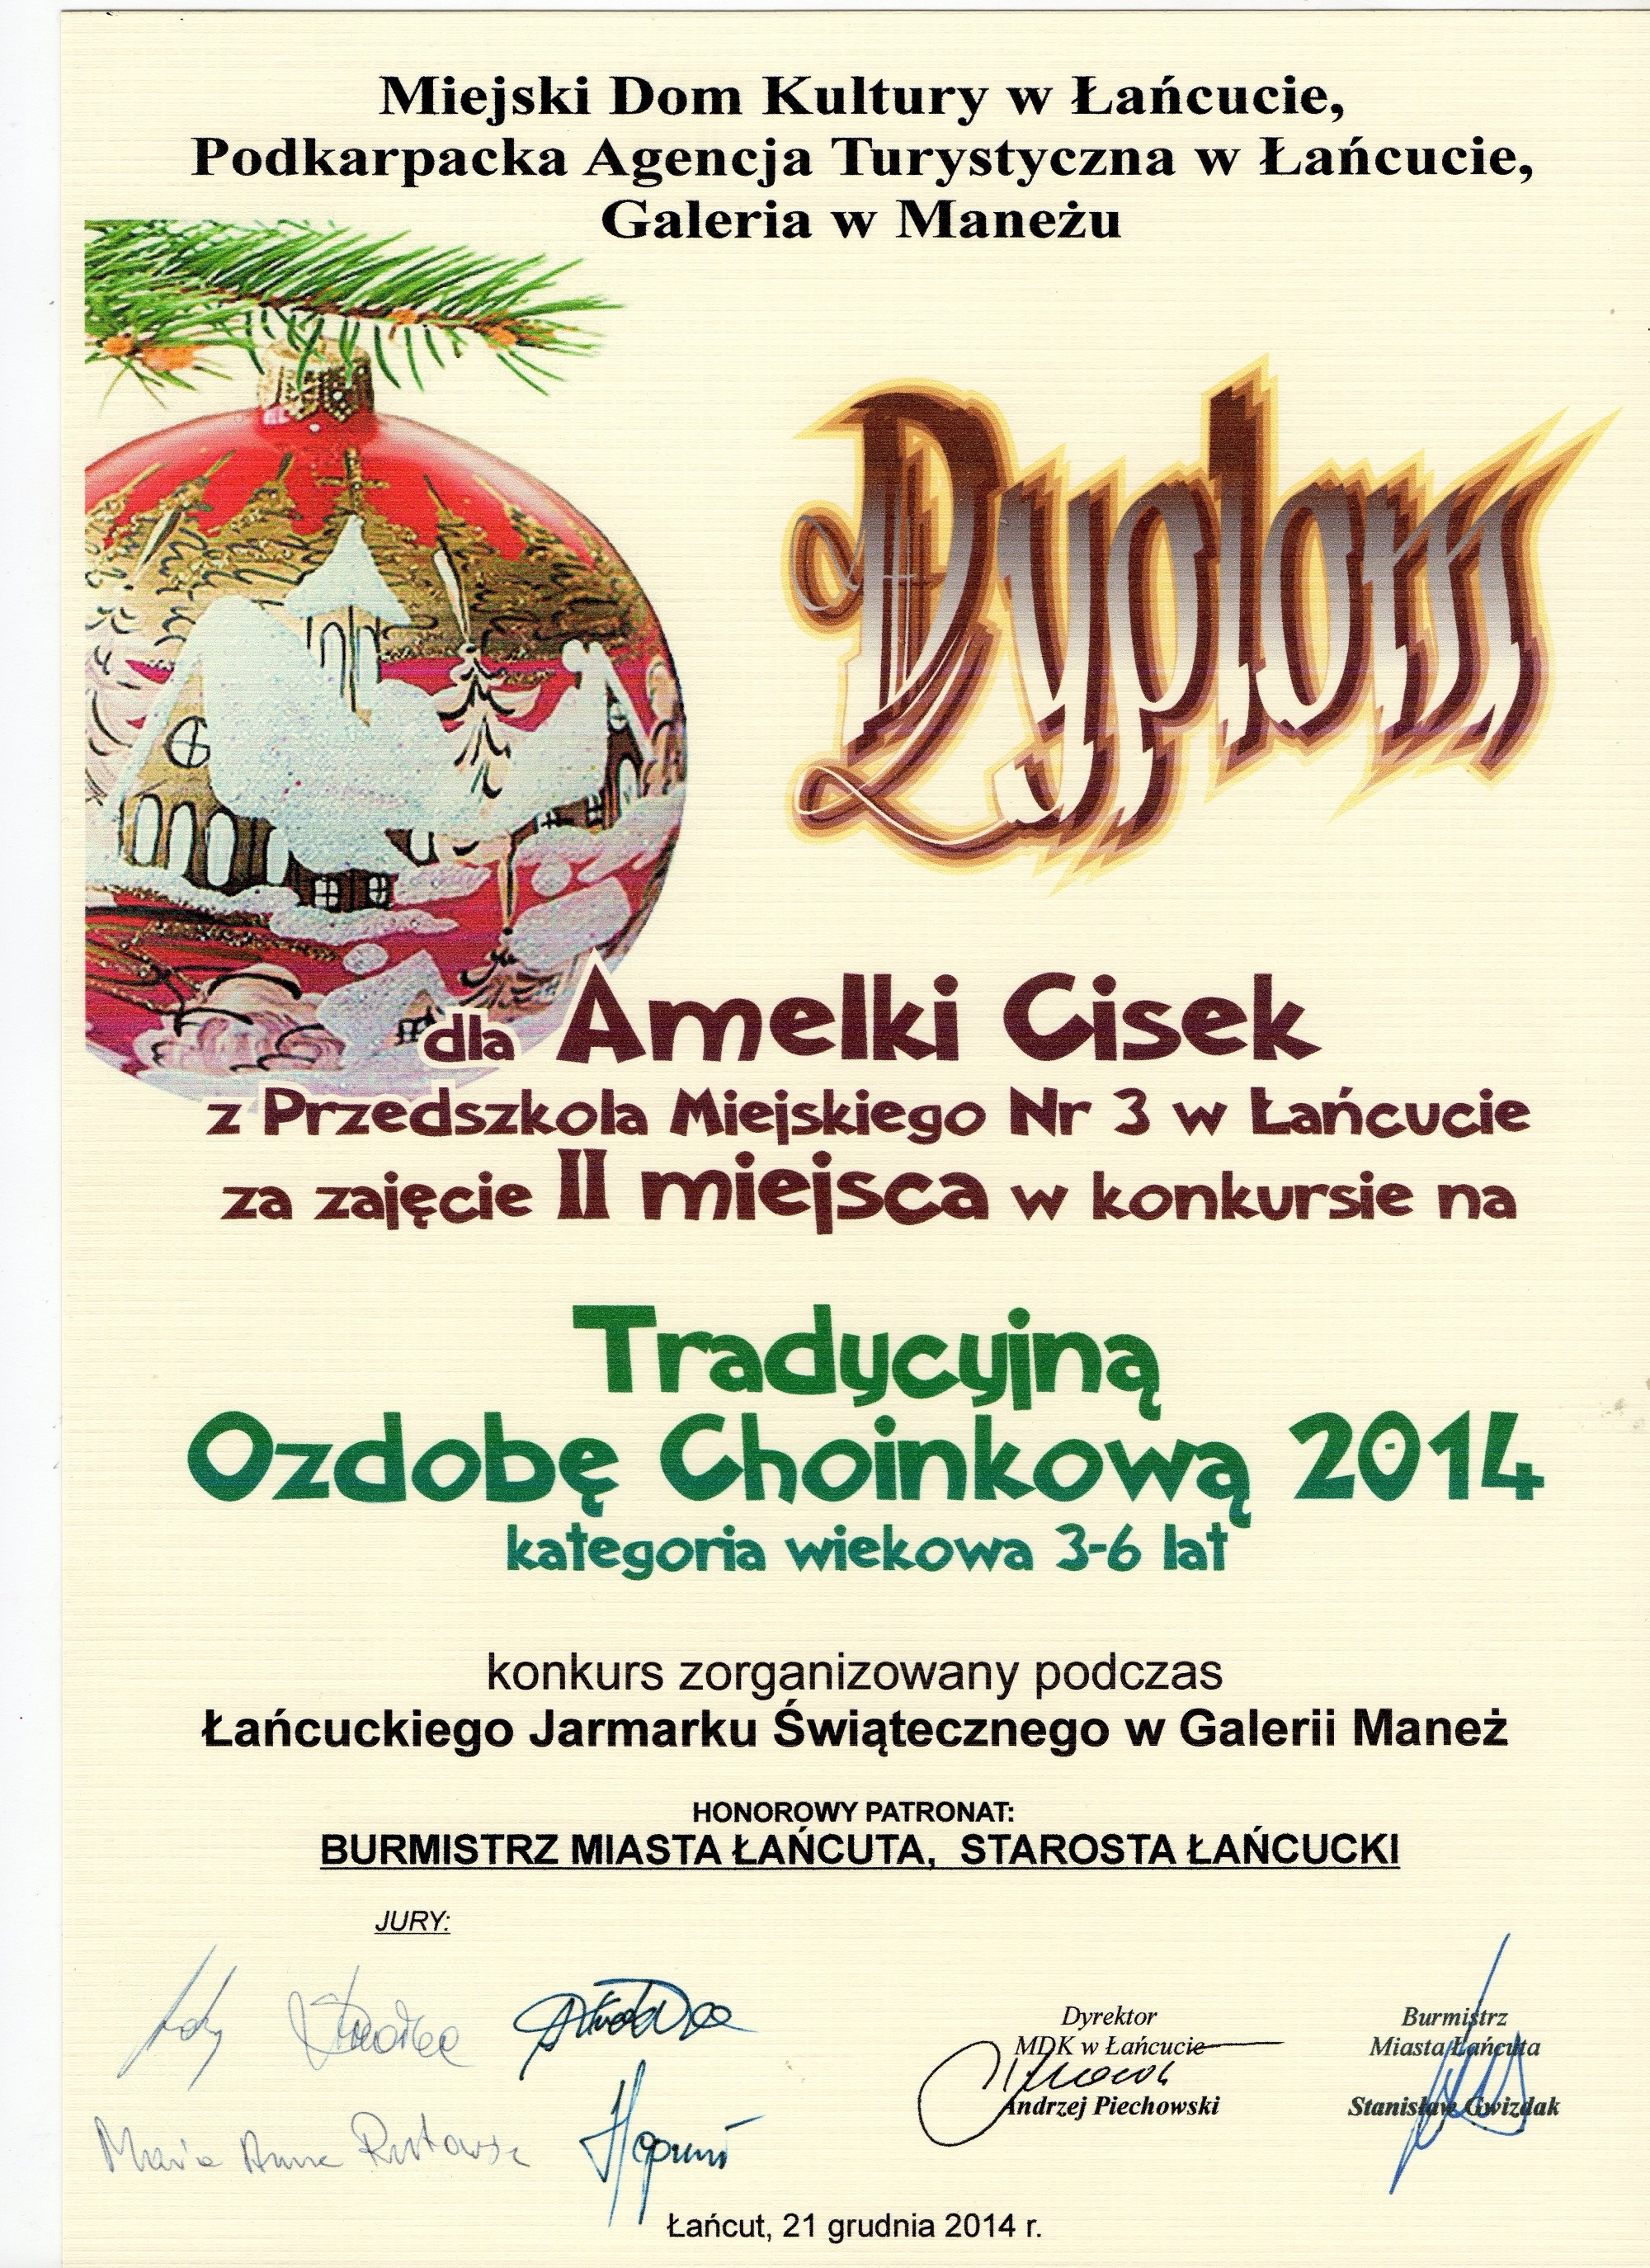 Miejski Dom Kultury w Łańcucie,
Podkarpacka Agencja Turystyczna w Łańcucie,
Galeria w Maneżu
Dyplom
dla Amelki Cisek
z Przedszkola Miejskiego Nr 3 w Łańcucie
za zajęcie II miejsca w konkursie na
Tradycyjną
Ozdobę Choinkową 2014
kategoria wiekowa 3-6 lat
konkurs zorganizowany podczas
Łańcuckiego Jarmarku Świątecznego w Galerii Maneż
HONOROWY PATRONAT:
BURMISTRZ MIASTA ŁAŃCUTA, STAROSTA ŁAŃCUCKI
JURY:
Dyrektor
MDK w Łańcucie
Andrzej Piechowski
Burmistrz
Miasta Łańcuta
Stanisław Gwizdak
Maria Anna
Łańcut, 21 grudnia 2014 r.